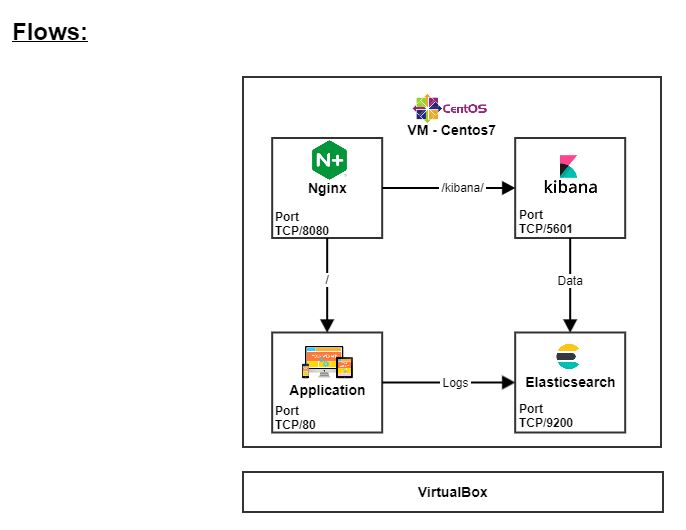 Flows:
CentOS
VM - Centos7
N+
Nginx
Port
TCP/8080
/kibana/
kibana
Port
TCP/5601
/
Data
Application
Port
TCP/80
Logs
Elasticsearch
Port
TCP/9200
VirtualBox